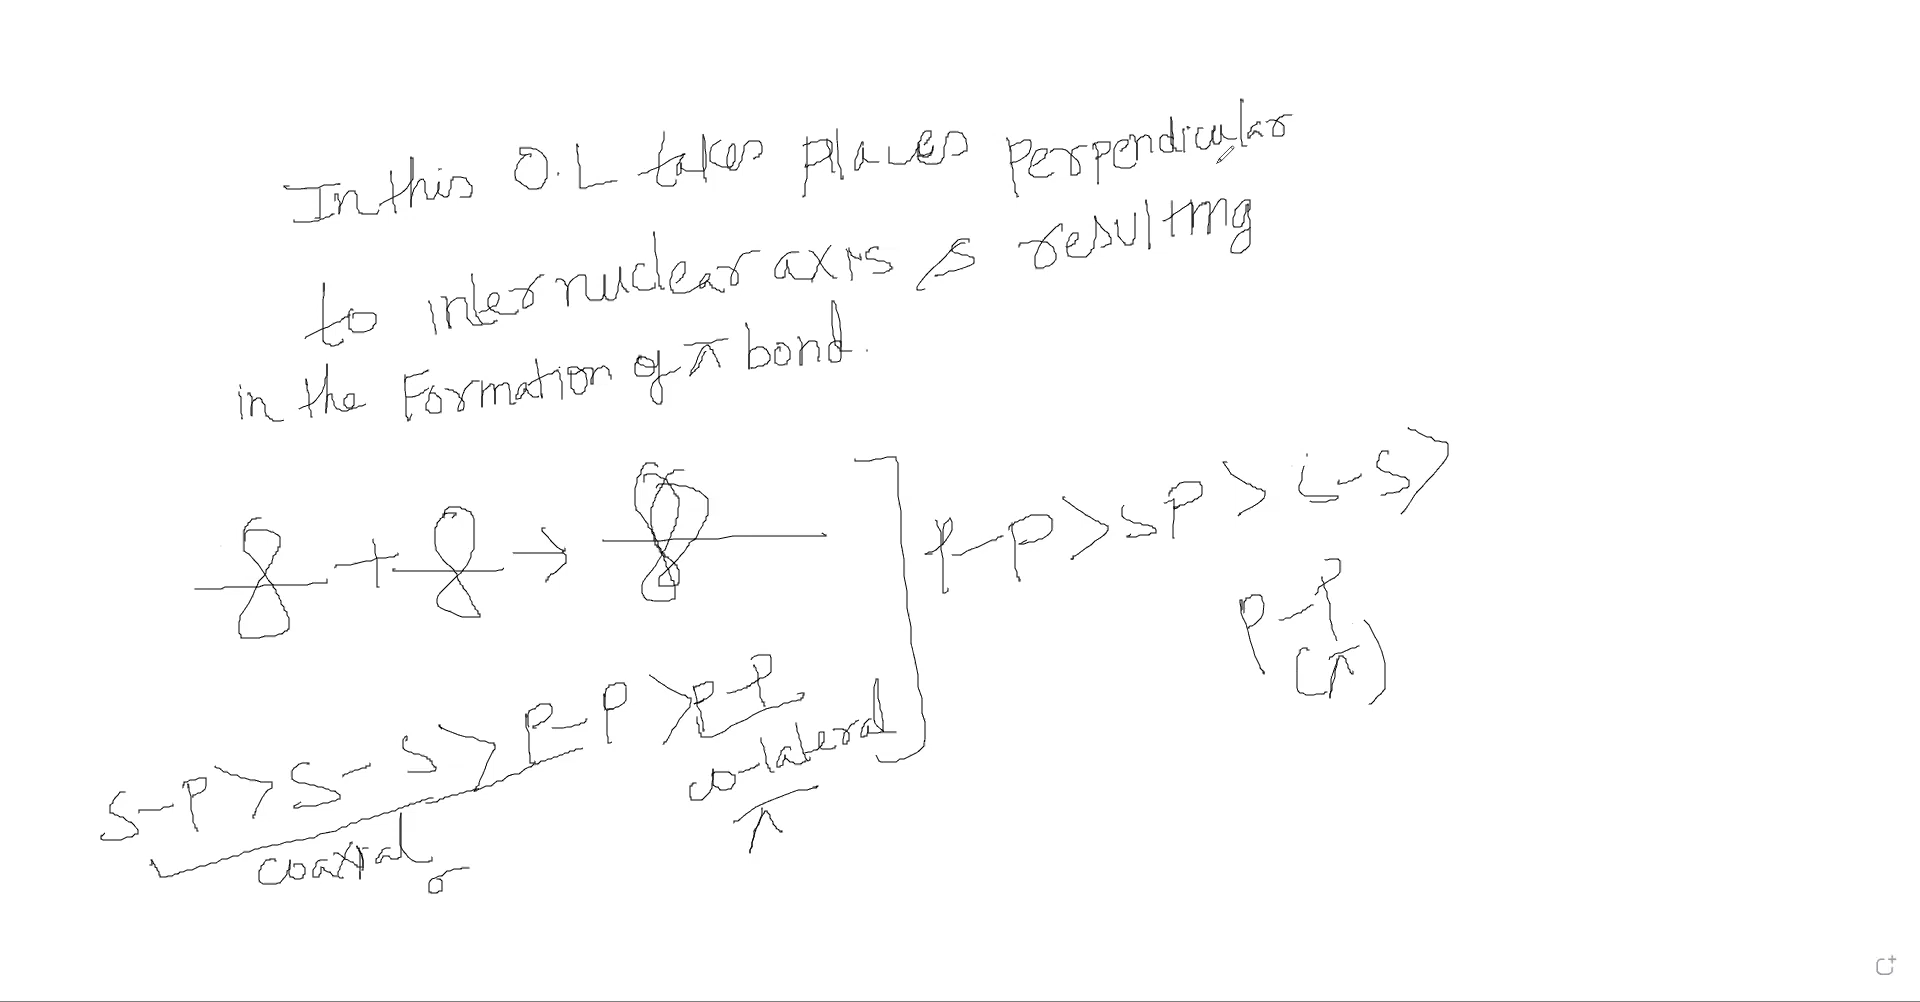 In this O.L takes places perpendicular
to internuclear axis & resulting
in the Formation of π bond.
+ →
P-P > sP > s-s >
P-P
(π)
s-P > s-s > P-P > P-P
co-lateral
π
coaxial
σ